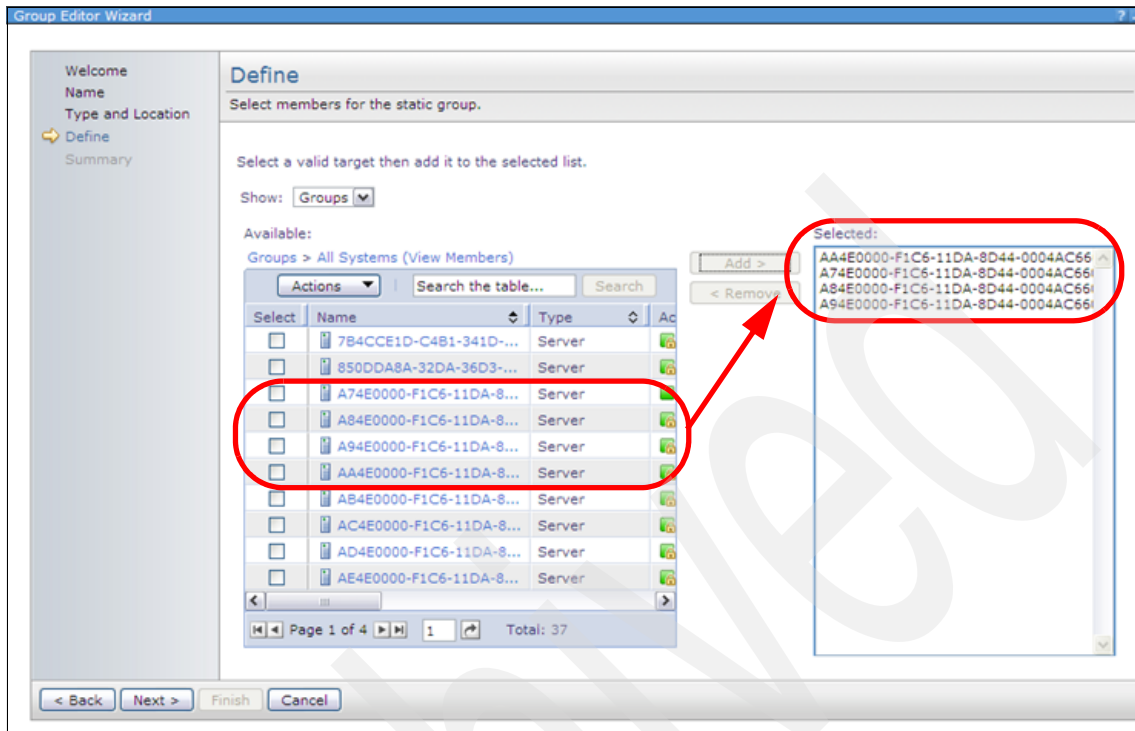 Group Editor Wizard ?
Welcome
Name
Type and Location
Define
Summary
Define
Select members for the static group.
Select a valid target then add it to the selected list.
Show: Groups
Available:
Groups > All Systems (View Members)
Actions Search the table... Search
Select Name Type Ac
7B4CCE1D-C4B1-341D-... Server
850DDA8A-32DA-36D3-... Server
A74E0000-F1C6-11DA-8... Server
A84E0000-F1C6-11DA-8... Server
A94E0000-F1C6-11DA-8... Server
AA4E0000-F1C6-11DA-8... Server
AB4E0000-F1C6-11DA-8... Server
AC4E0000-F1C6-11DA-8... Server
AD4E0000-F1C6-11DA-8... Server
AE4E0000-F1C6-11DA-8... Server
Page 1 of 4 1 Total: 37
Add >
< Remove
Selected:
AA4E0000-F1C6-11DA-8D44-0004AC66
A74E0000-F1C6-11DA-8D44-0004AC66
A84E0000-F1C6-11DA-8D44-0004AC66
A94E0000-F1C6-11DA-8D44-0004AC66
< Back Next > Finish Cancel